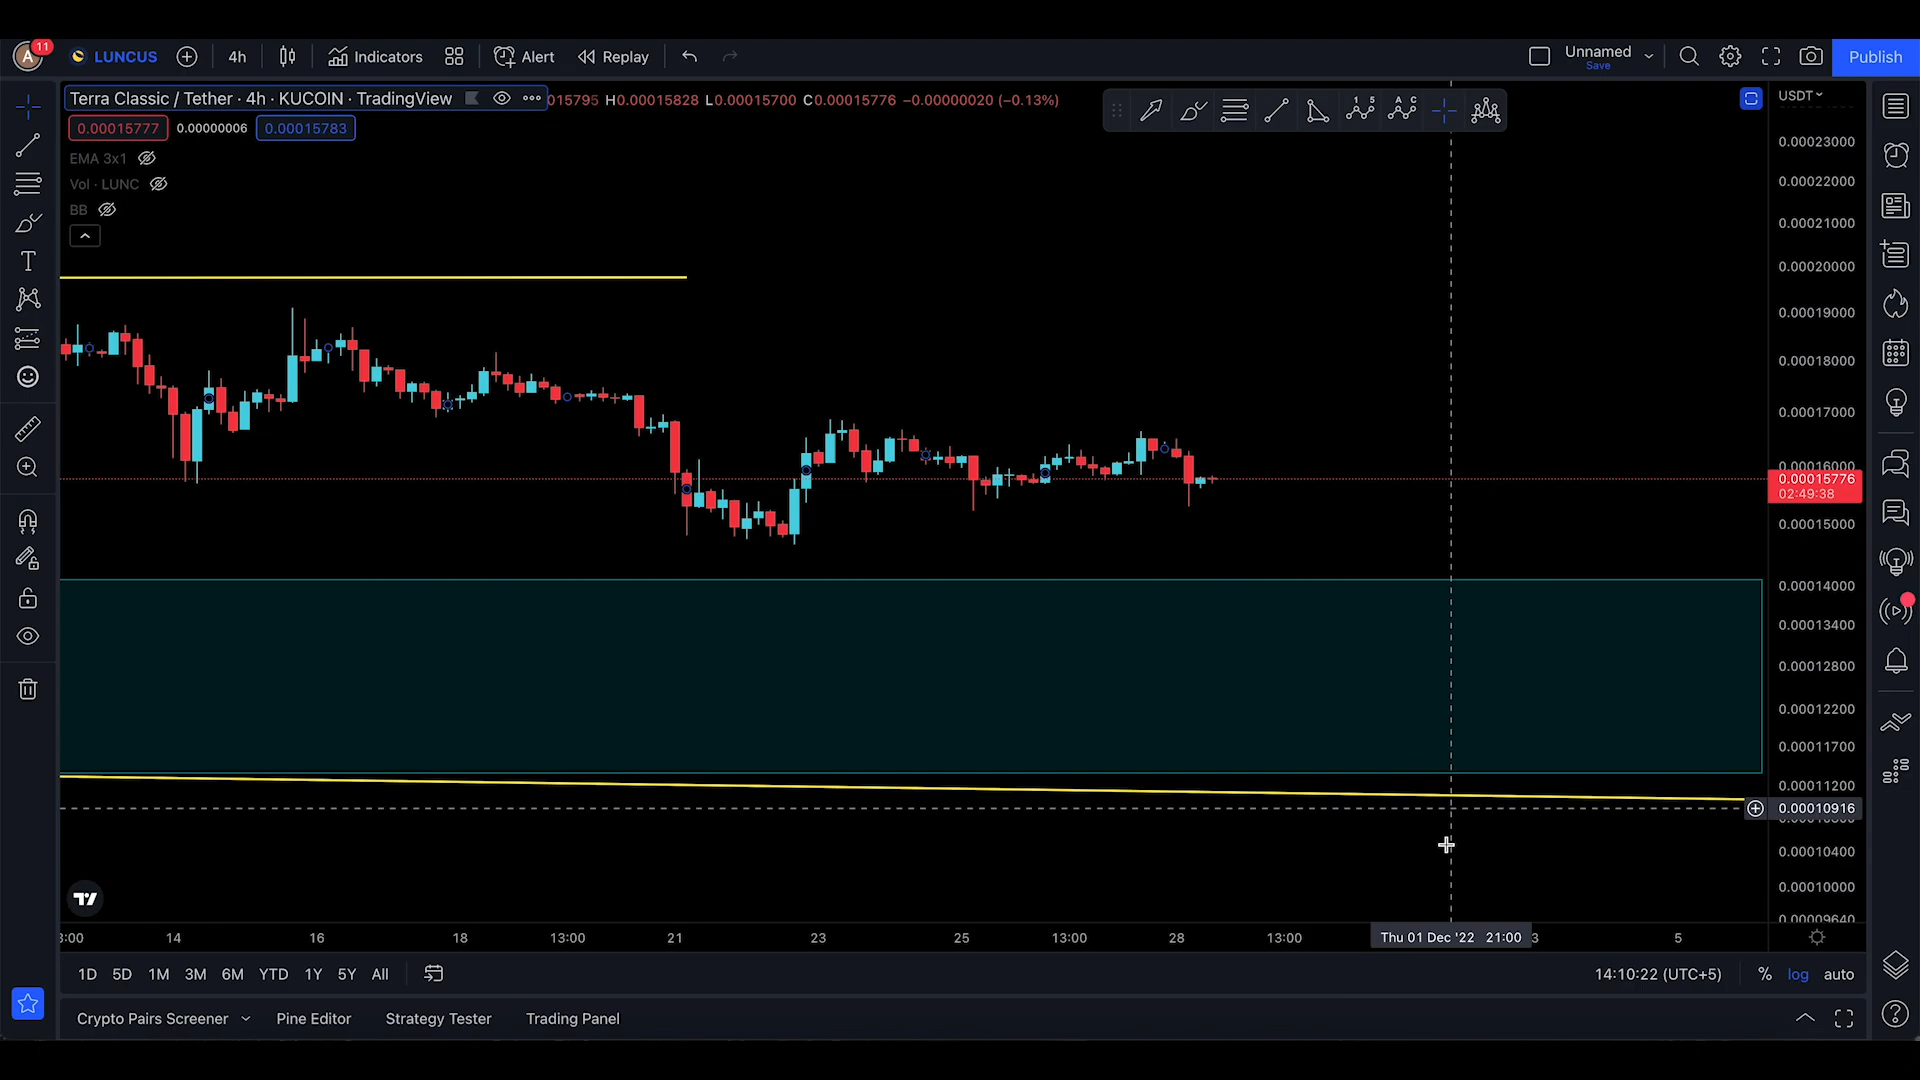 A 11 LUNCUS 4h Indicators Alert Replay Unnamed Save Publish
Terra Classic / Tether · 4h · KUCOIN · TradingView 015795 H0.00015828 L0.00015700 C0.00015776 −0.00000020 (−0.13%)
0.00015777 0.00000006 0.00015783
EMA 3x1
Vol · LUNC
BB
1 5
A C
USDT
0.00023000
0.00022000
0.00021000
0.00020000
0.00019000
0.00018000
0.00017000
0.00016000
0.00015776
02:49:38
0.00015000
0.00014000
0.00013400
0.00012800
0.00012200
0.00011700
0.00011200
0.00010916
0.00010400
0.00010000
0.00009640
3:00 14 16 18 13:00 21 23 25 13:00 28 13:00 Thu 01 Dec '22 21:00 3 5
1D 5D 1M 3M 6M YTD 1Y 5Y All 14:10:22 (UTC+5) % log auto
Crypto Pairs Screener Pine Editor Strategy Tester Trading Panel